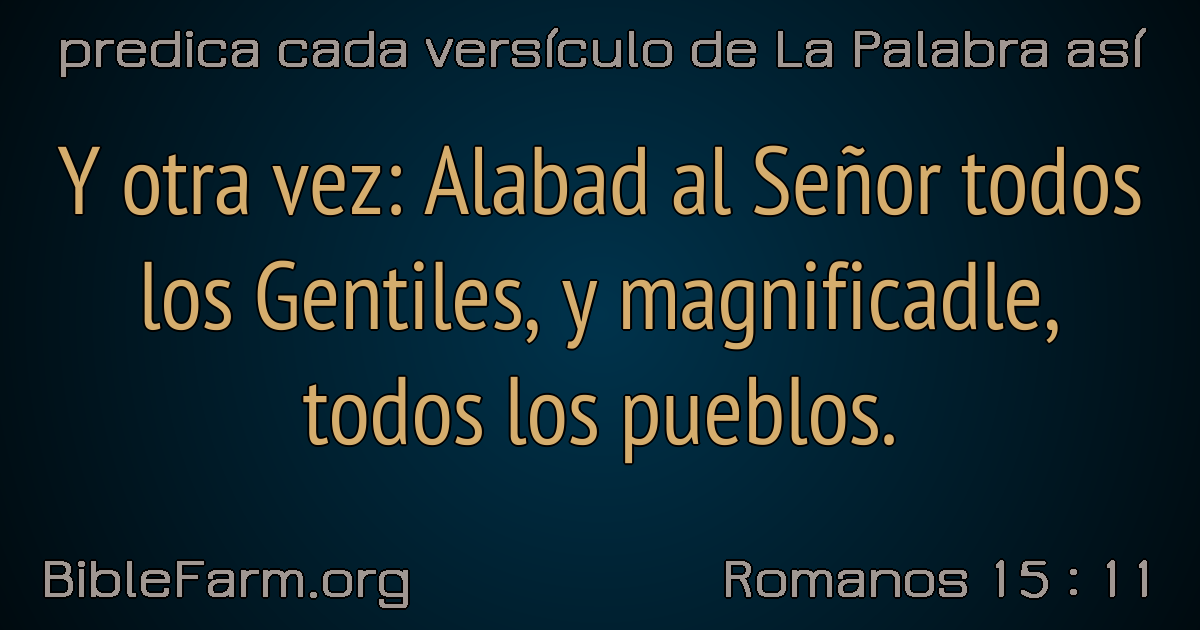 predica cada versículo de La Palabra así
Y otra vez: Alabad al Señor todos
los Gentiles, y magnificadle,
todos los pueblos.
BibleFarm.org
Romanos 15 : 11